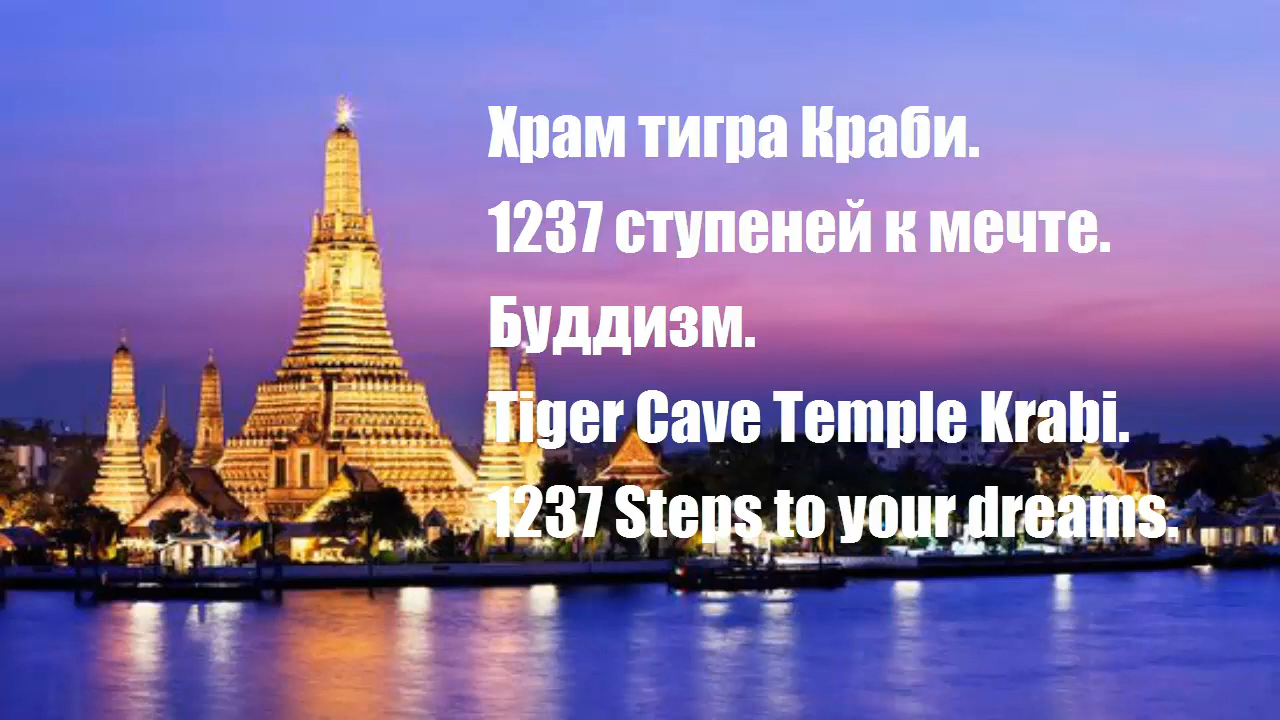 Храм тигра Краби.
1237 ступеней к мечте.
Буддизм.
Tiger Cave Temple Krabi.
1237 Steps to your dreams.